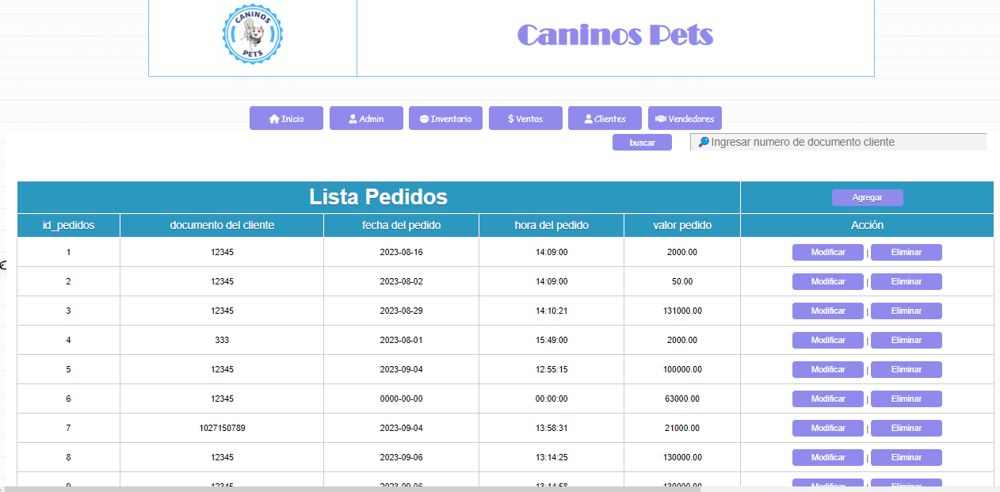 CANINOS
PETS
Caninos Pets
Inicio Admin Inventario $ Ventas Clientes Vendedores
buscar Ingresar numero de documento cliente
Lista Pedidos Agregar
id_pedidos documento del cliente fecha del pedido hora del pedido valor pedido Acción
1 12345 2023-08-16 14:09:00 2000.00 Modificar | Eliminar
2 12345 2023-08-02 14:09:00 50.00 Modificar | Eliminar
3 12345 2023-08-29 14:10:21 131000.00 Modificar | Eliminar
4 333 2023-08-01 15:49:00 2000.00 Modificar | Eliminar
5 12345 2023-09-04 12:55:15 100000.00 Modificar | Eliminar
6 12345 0000-00-00 00:00:00 63000.00 Modificar | Eliminar
7 1027150789 2023-09-04 13:58:31 21000.00 Modificar | Eliminar
8 12345 2023-09-06 13:14:25 130000.00 Modificar | Eliminar
9 12345 2023-09-06 13:14:58 130000.00 Modificar | Eliminar